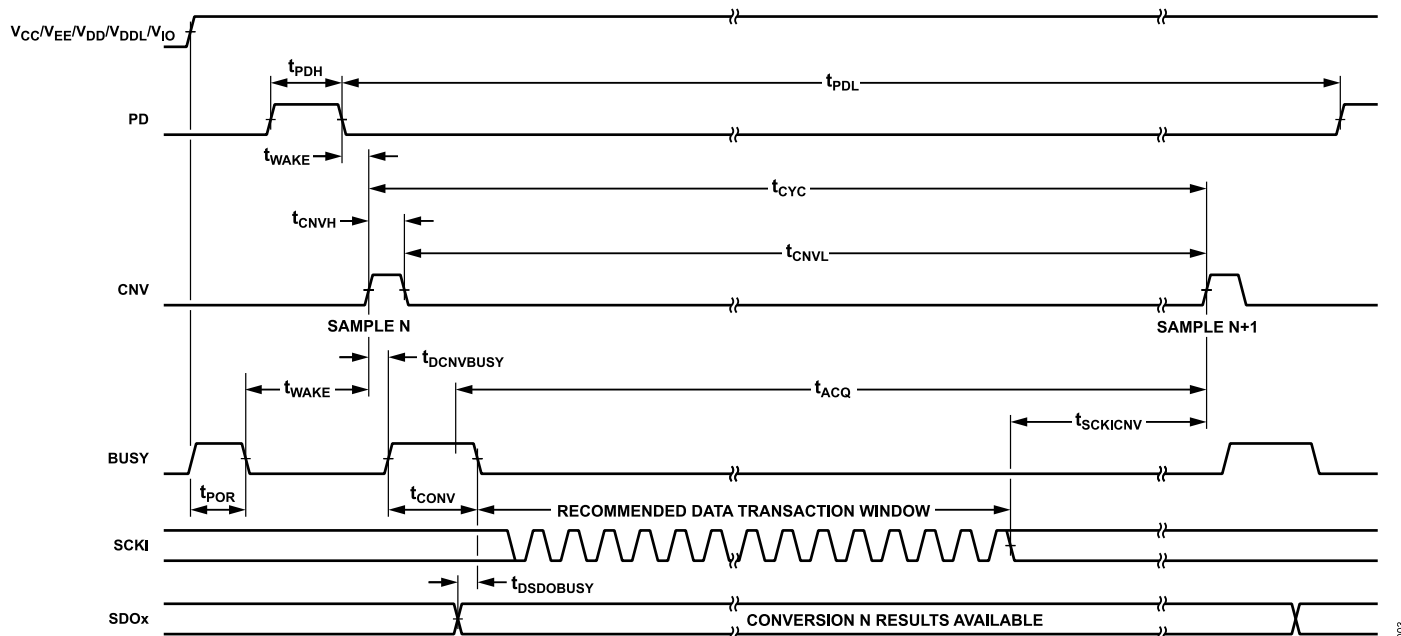 VCC/VEE/VDD/VDDL/VIO
tPDH
tPDL
PD
tWAKE
tCYC
tCNVH
tCNVL
CNV
SAMPLE N
SAMPLE N+1
tDCNVBUSY
tWAKE
tACQ
tSCKICNV
BUSY
tPOR
tCONV
RECOMMENDED DATA TRANSACTION WINDOW
SCKI
tDSDOBUSY
SDOx
CONVERSION N RESULTS AVAILABLE